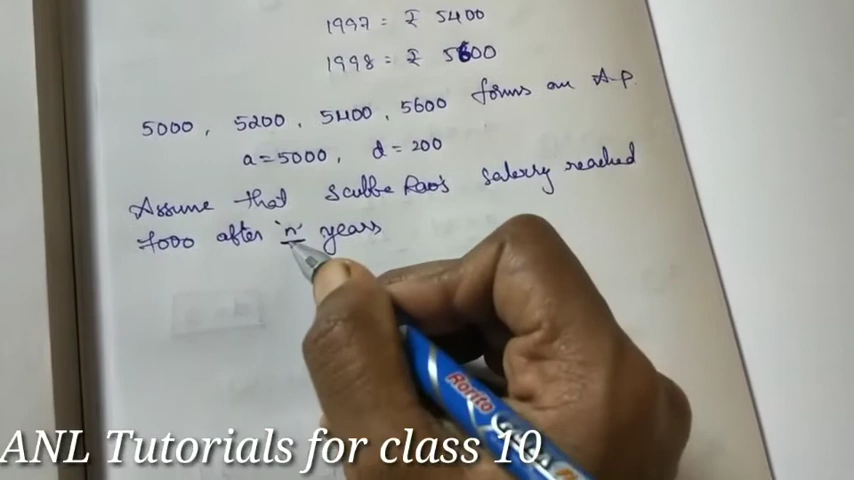 1997 = ₹ 5400
1998 = ₹ 5600
5000, 5200, 5400, 5600 forms an A.P.
a=5000, d=200
Assume that Scubbe Rao's salary reached
7000 after 'n' years
Rorito
ANL Tutorials for class 10